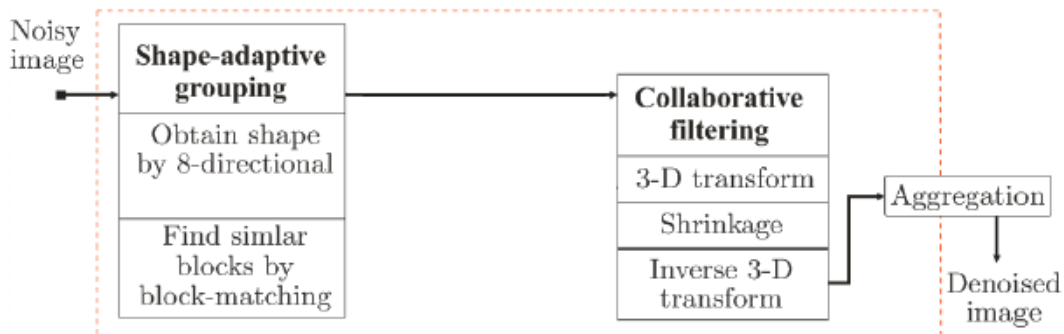 Noisy
image
Shape-adaptive
grouping
Obtain shape
by 8-directional
Find simlar
blocks by
block-matching
Collaborative
filtering
3-D transform
Shrinkage
Inverse 3-D
transform
Aggregation
Denoised
image